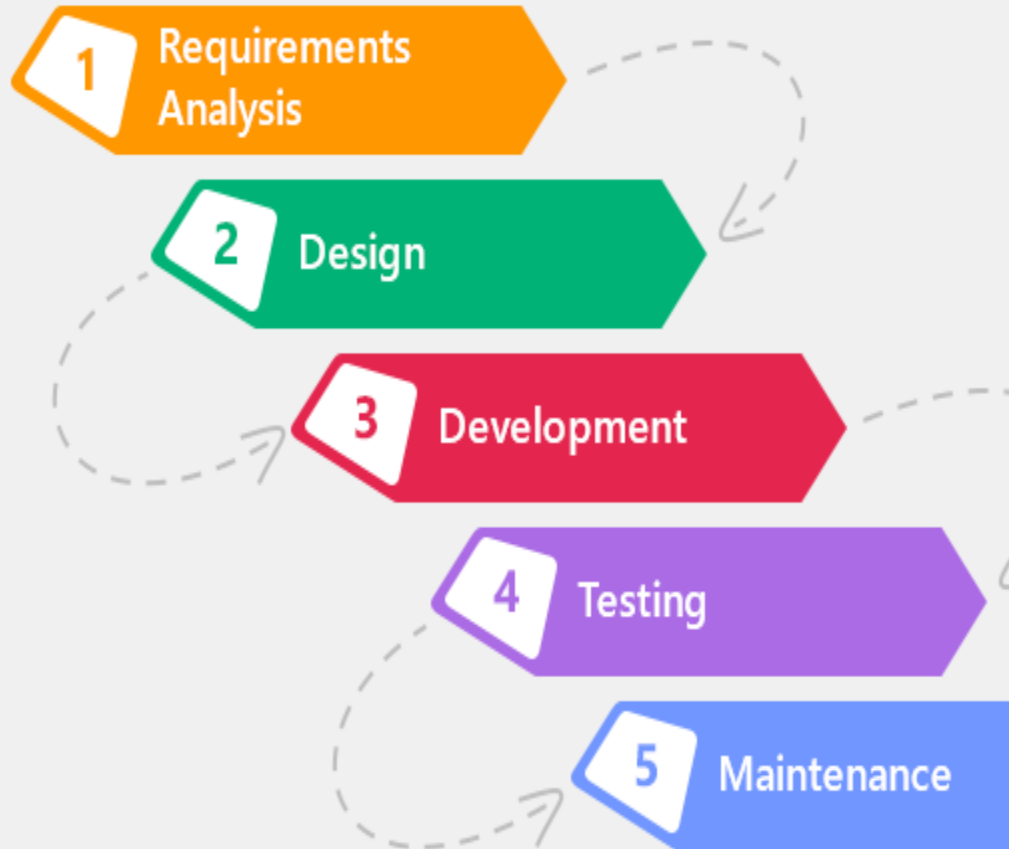 1
Requirements
Analysis
2
Design
3
Development
4
Testing
5
Maintenance